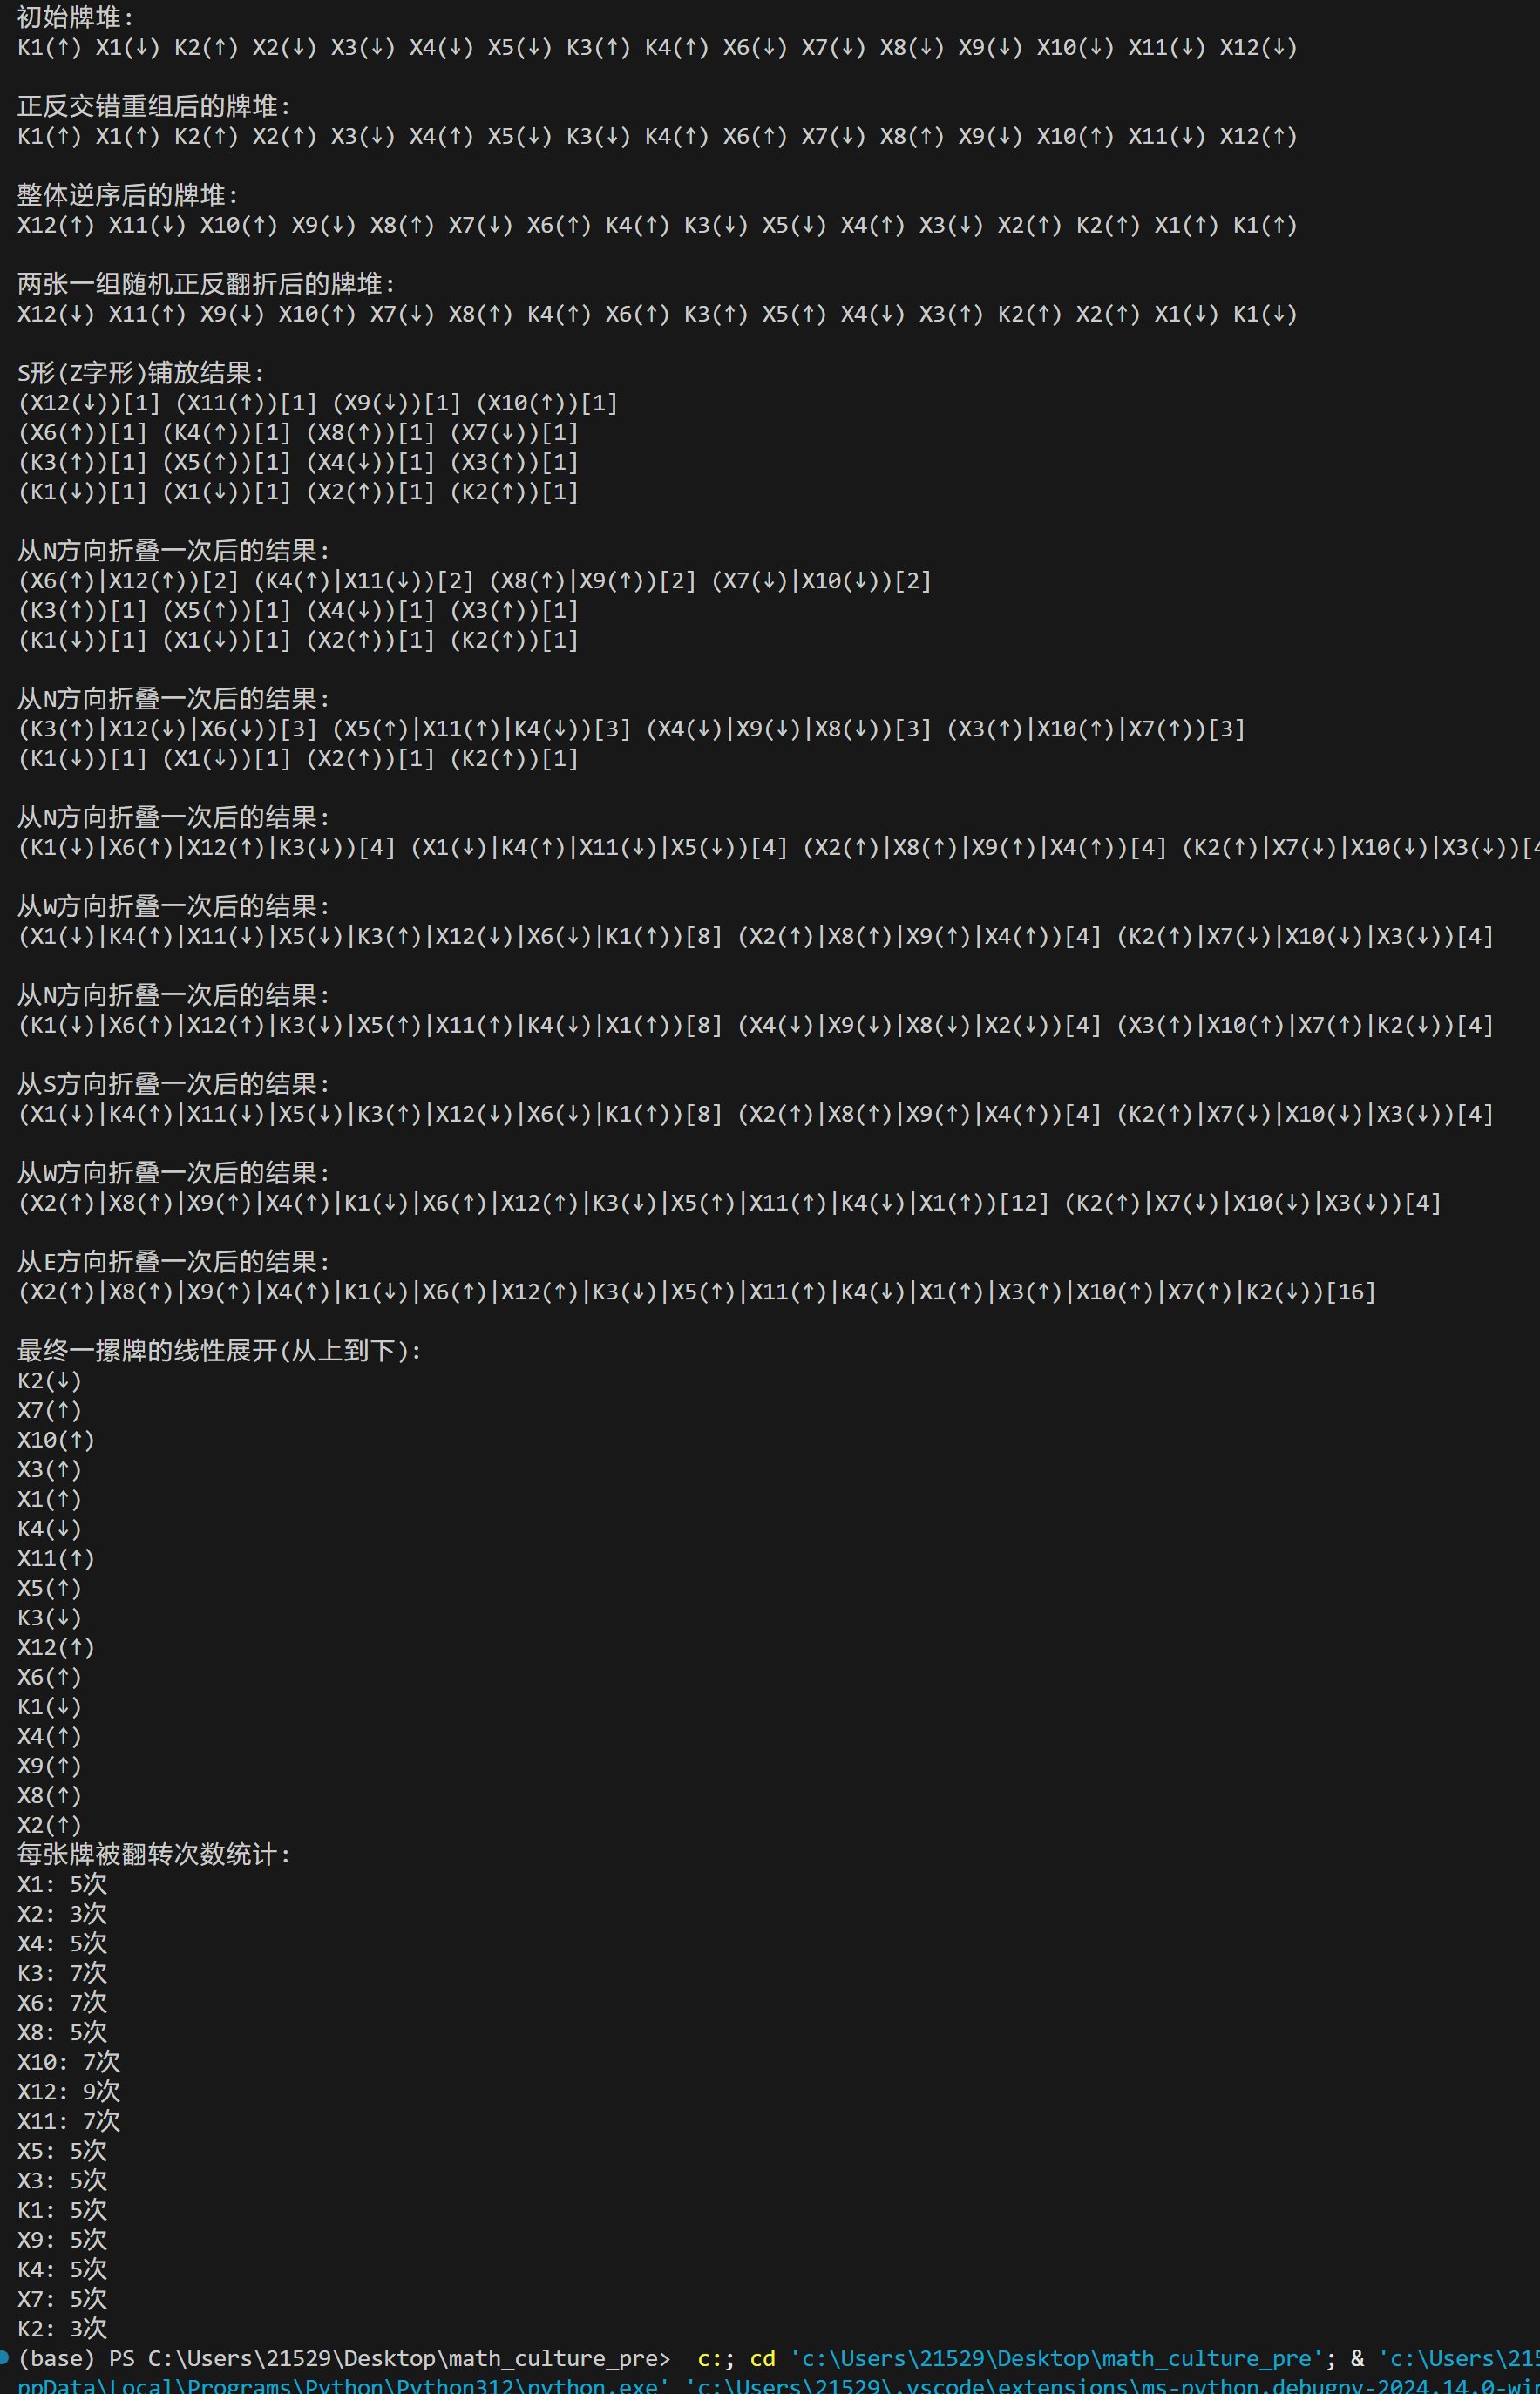 初始牌堆:
K1(↑) X1(↓) K2(↑) X2(↓) X3(↓) X4(↓) X5(↓) K3(↑) K4(↑) X6(↓) X7(↓) X8(↓) X9(↓) X10(↓) X11(↓) X12(↓)
正反交错重组后的牌堆:
K1(↑) X1(↑) K2(↑) X2(↑) X3(↓) X4(↑) X5(↓) K3(↓) K4(↑) X6(↑) X7(↓) X8(↑) X9(↓) X10(↑) X11(↓) X12(↑)
整体逆序后的牌堆:
X12(↑) X11(↓) X10(↑) X9(↓) X8(↑) X7(↓) X6(↑) K4(↑) K3(↓) X5(↓) X4(↑) X3(↓) X2(↑) K2(↑) X1(↑) K1(↑)
两张一组随机正反翻折后的牌堆:
X12(↓) X11(↑) X9(↓) X10(↑) X7(↓) X8(↑) K4(↑) X6(↑) K3(↑) X5(↑) X4(↓) X3(↑) K2(↑) X2(↑) X1(↓) K1(↓)
S形(Z字形)铺放结果:
(X12(↓))[1] (X11(↑))[1] (X9(↓))[1] (X10(↑))[1]
(X6(↑))[1] (K4(↑))[1] (X8(↑))[1] (X7(↓))[1]
(K3(↑))[1] (X5(↑))[1] (X4(↓))[1] (X3(↑))[1]
(K1(↓))[1] (X1(↓))[1] (X2(↑))[1] (K2(↑))[1]
从N方向折叠一次后的结果:
(X6(↑)|X12(↑))[2] (K4(↑)|X11(↓))[2] (X8(↑)|X9(↑))[2] (X7(↓)|X10(↓))[2]
(K3(↑))[1] (X5(↑))[1] (X4(↓))[1] (X3(↑))[1]
(K1(↓))[1] (X1(↓))[1] (X2(↑))[1] (K2(↑))[1]
从N方向折叠一次后的结果:
(K3(↑)|X12(↓)|X6(↓))[3] (X5(↑)|X11(↑)|K4(↓))[3] (X4(↓)|X9(↓)|X8(↓))[3] (X3(↑)|X10(↑)|X7(↑))[3]
(K1(↓))[1] (X1(↓))[1] (X2(↑))[1] (K2(↑))[1]
从N方向折叠一次后的结果:
(K1(↓)|X6(↑)|X12(↑)|K3(↓))[4] (X1(↓)|K4(↑)|X11(↓)|X5(↓))[4] (X2(↑)|X8(↑)|X9(↑)|X4(↑))[4] (K2(↑)|X7(↓)|X10(↓)|X3(↓))[4
从W方向折叠一次后的结果:
(X1(↓)|K4(↑)|X11(↓)|X5(↓)|K3(↑)|X12(↓)|X6(↓)|K1(↑))[8] (X2(↑)|X8(↑)|X9(↑)|X4(↑))[4] (K2(↑)|X7(↓)|X10(↓)|X3(↓))[4]
从N方向折叠一次后的结果:
(K1(↓)|X6(↑)|X12(↑)|K3(↓)|X5(↑)|X11(↑)|K4(↓)|X1(↑))[8] (X4(↓)|X9(↓)|X8(↓)|X2(↓))[4] (X3(↑)|X10(↑)|X7(↑)|K2(↓))[4]
从S方向折叠一次后的结果:
(X1(↓)|K4(↑)|X11(↓)|X5(↓)|K3(↑)|X12(↓)|X6(↓)|K1(↑))[8] (X2(↑)|X8(↑)|X9(↑)|X4(↑))[4] (K2(↑)|X7(↓)|X10(↓)|X3(↓))[4]
从W方向折叠一次后的结果:
(X2(↑)|X8(↑)|X9(↑)|X4(↑)|K1(↓)|X6(↑)|X12(↑)|K3(↓)|X5(↑)|X11(↑)|K4(↓)|X1(↑))[12] (K2(↑)|X7(↓)|X10(↓)|X3(↓))[4]
从E方向折叠一次后的结果:
(X2(↑)|X8(↑)|X9(↑)|X4(↑)|K1(↓)|X6(↑)|X12(↑)|K3(↓)|X5(↑)|X11(↑)|K4(↓)|X1(↑)|X3(↑)|X10(↑)|X7(↑)|K2(↓))[16]
最终一摞牌的线性展开(从上到下):
K2(↓)
X7(↑)
X10(↑)
X3(↑)
X1(↑)
K4(↓)
X11(↑)
X5(↑)
K3(↓)
X12(↑)
X6(↑)
K1(↓)
X4(↑)
X9(↑)
X8(↑)
X2(↑)
每张牌被翻转次数统计:
X1: 5次
X2: 3次
X4: 5次
K3: 7次
X6: 7次
X8: 5次
X10: 7次
X12: 9次
X11: 7次
X5: 5次
X3: 5次
K1: 5次
X9: 5次
K4: 5次
X7: 5次
K2: 3次
(base) PS C:\Users\21529\Desktop\math_culture_pre>  c:; cd 'c:\Users\21529\Desktop\math_culture_pre'; & 'c:\Users\215
ppData\Local\Programs\Python\Python312\python.exe' 'c:\Users\21529\.vscode\extensions\ms-python.debugpy-2024.14.0-win